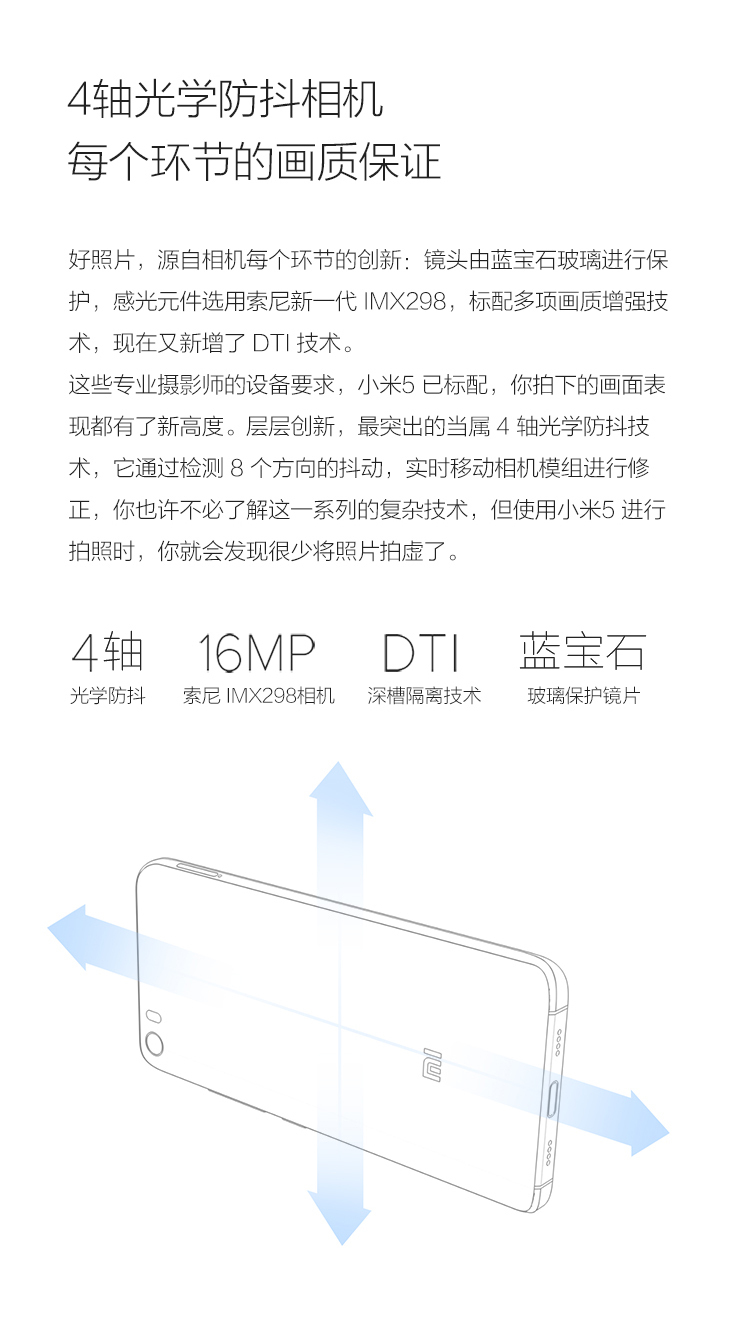 4轴光学防抖相机
每个环节的画质保证
好照片，源自相机每个环节的创新：镜头由蓝宝石玻璃进行保
护，感光元件选用索尼新一代 IMX298，标配多项画质增强技
术，现在又新增了 DTI 技术。
这些专业摄影师的设备要求，小米5 已标配，你拍下的画面表
现都有了新高度。层层创新，最突出的当属 4 轴光学防抖技
术，它通过检测 8 个方向的抖动，实时移动相机模组进行修
正，你也许不必了解这一系列的复杂技术，但使用小米5 进行
拍照时，你就会发现很少将照片拍虚了。
4轴 16MP DTI 蓝宝石
光学防抖 索尼 IMX298相机 深槽隔离技术 玻璃保护镜片